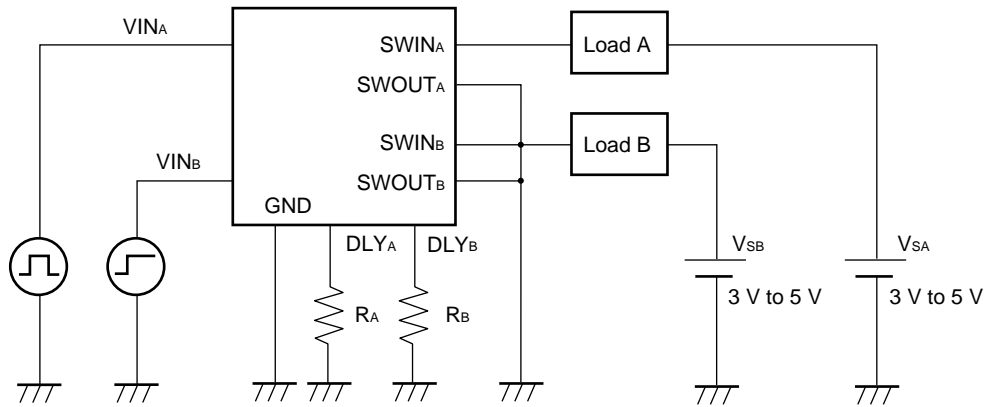 VINA
SWINA
Load A
SWOUTA
SWINB
Load B
VINB
SWOUTB
GND
DLYA
DLYB
VSB
VSA
RA
RB
3 V to 5 V
3 V to 5 V